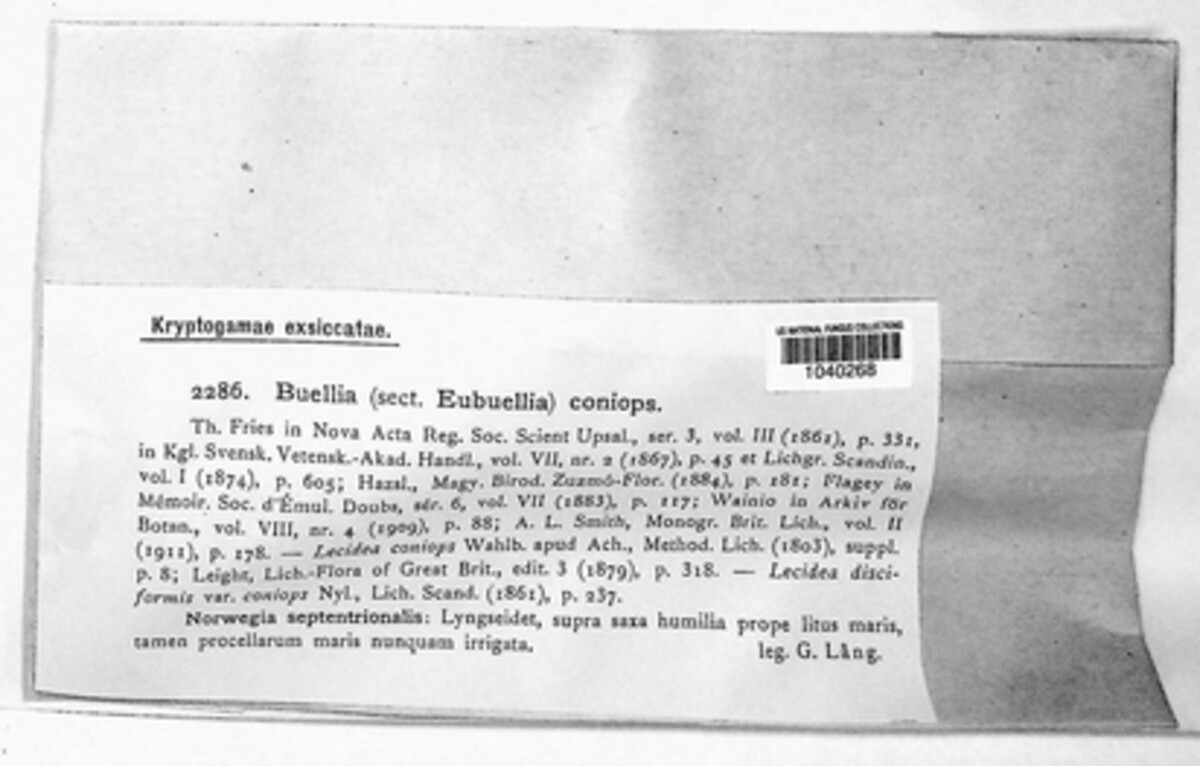 Kryptogamae exsiccatae.
US NATIONAL FUNGUS COLLECTIONS
1040268
2286. Buellia (sect. Eubuellia) coniops.
Th. Fries in Nova Acta Reg. Soc. Scient Upsal., ser. 3, vol. III (1861), p. 331,
in Kgl. Svensk. Vetensk.-Akad. Handl., vol. VII, nr. 2 (1867), p. 45 et Lichgr. Scandin.,
vol. I (1874), p. 605; Hazsl., Magy. Birod. Zuzmó-Flor. (1884), p. 181; Flagey in
Mémoir. Soc. d'Émul. Doubs, sér. 6, vol. VII (1883), p. 117; Wainio in Arkiv för
Botan., vol. VIII, nr. 4 (1909), p. 88; A. L. Smith, Monogr. Brit. Lich., vol. II
(1911), p. 178. — Lecidea coniops Wahlb. apud Ach., Method. Lich. (1803), suppl.
p. 8; Leight, Lich.-Flora of Great Brit., edit. 3 (1879), p. 318. — Lecidea disci-
formis var. coniops Nyl., Lich. Scand. (1861), p. 237.
Norwegia septentrionalis: Lyngseidet, supra saxa humilia prope litus maris,
tamen procellarum maris nunquam irrigata.
leg. G. Lång.